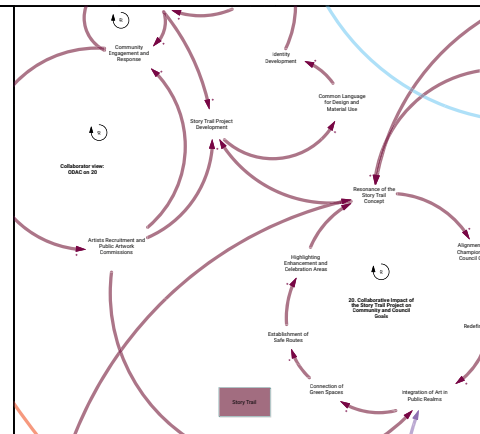 Community
Engagement and
Response
Identity
Development
Common Language
for Design and
Material Use
Story Trail Project
Development
Collaborator view:
ODAC on 20
Resonance of the
Story Trail
Concept
Artists Recruitment and
Public Artwork
Commissions
Alignment
Champion
Council G
Highlighting
Enhancement and
Celebration Areas
20. Collaborative Impact of
the Story Trail Project on
Community and Council
Goals
Redefi
Establishment of
Safe Routes
Connection of
Green Spaces
Integration of Art in
Public Realms
Story Trail